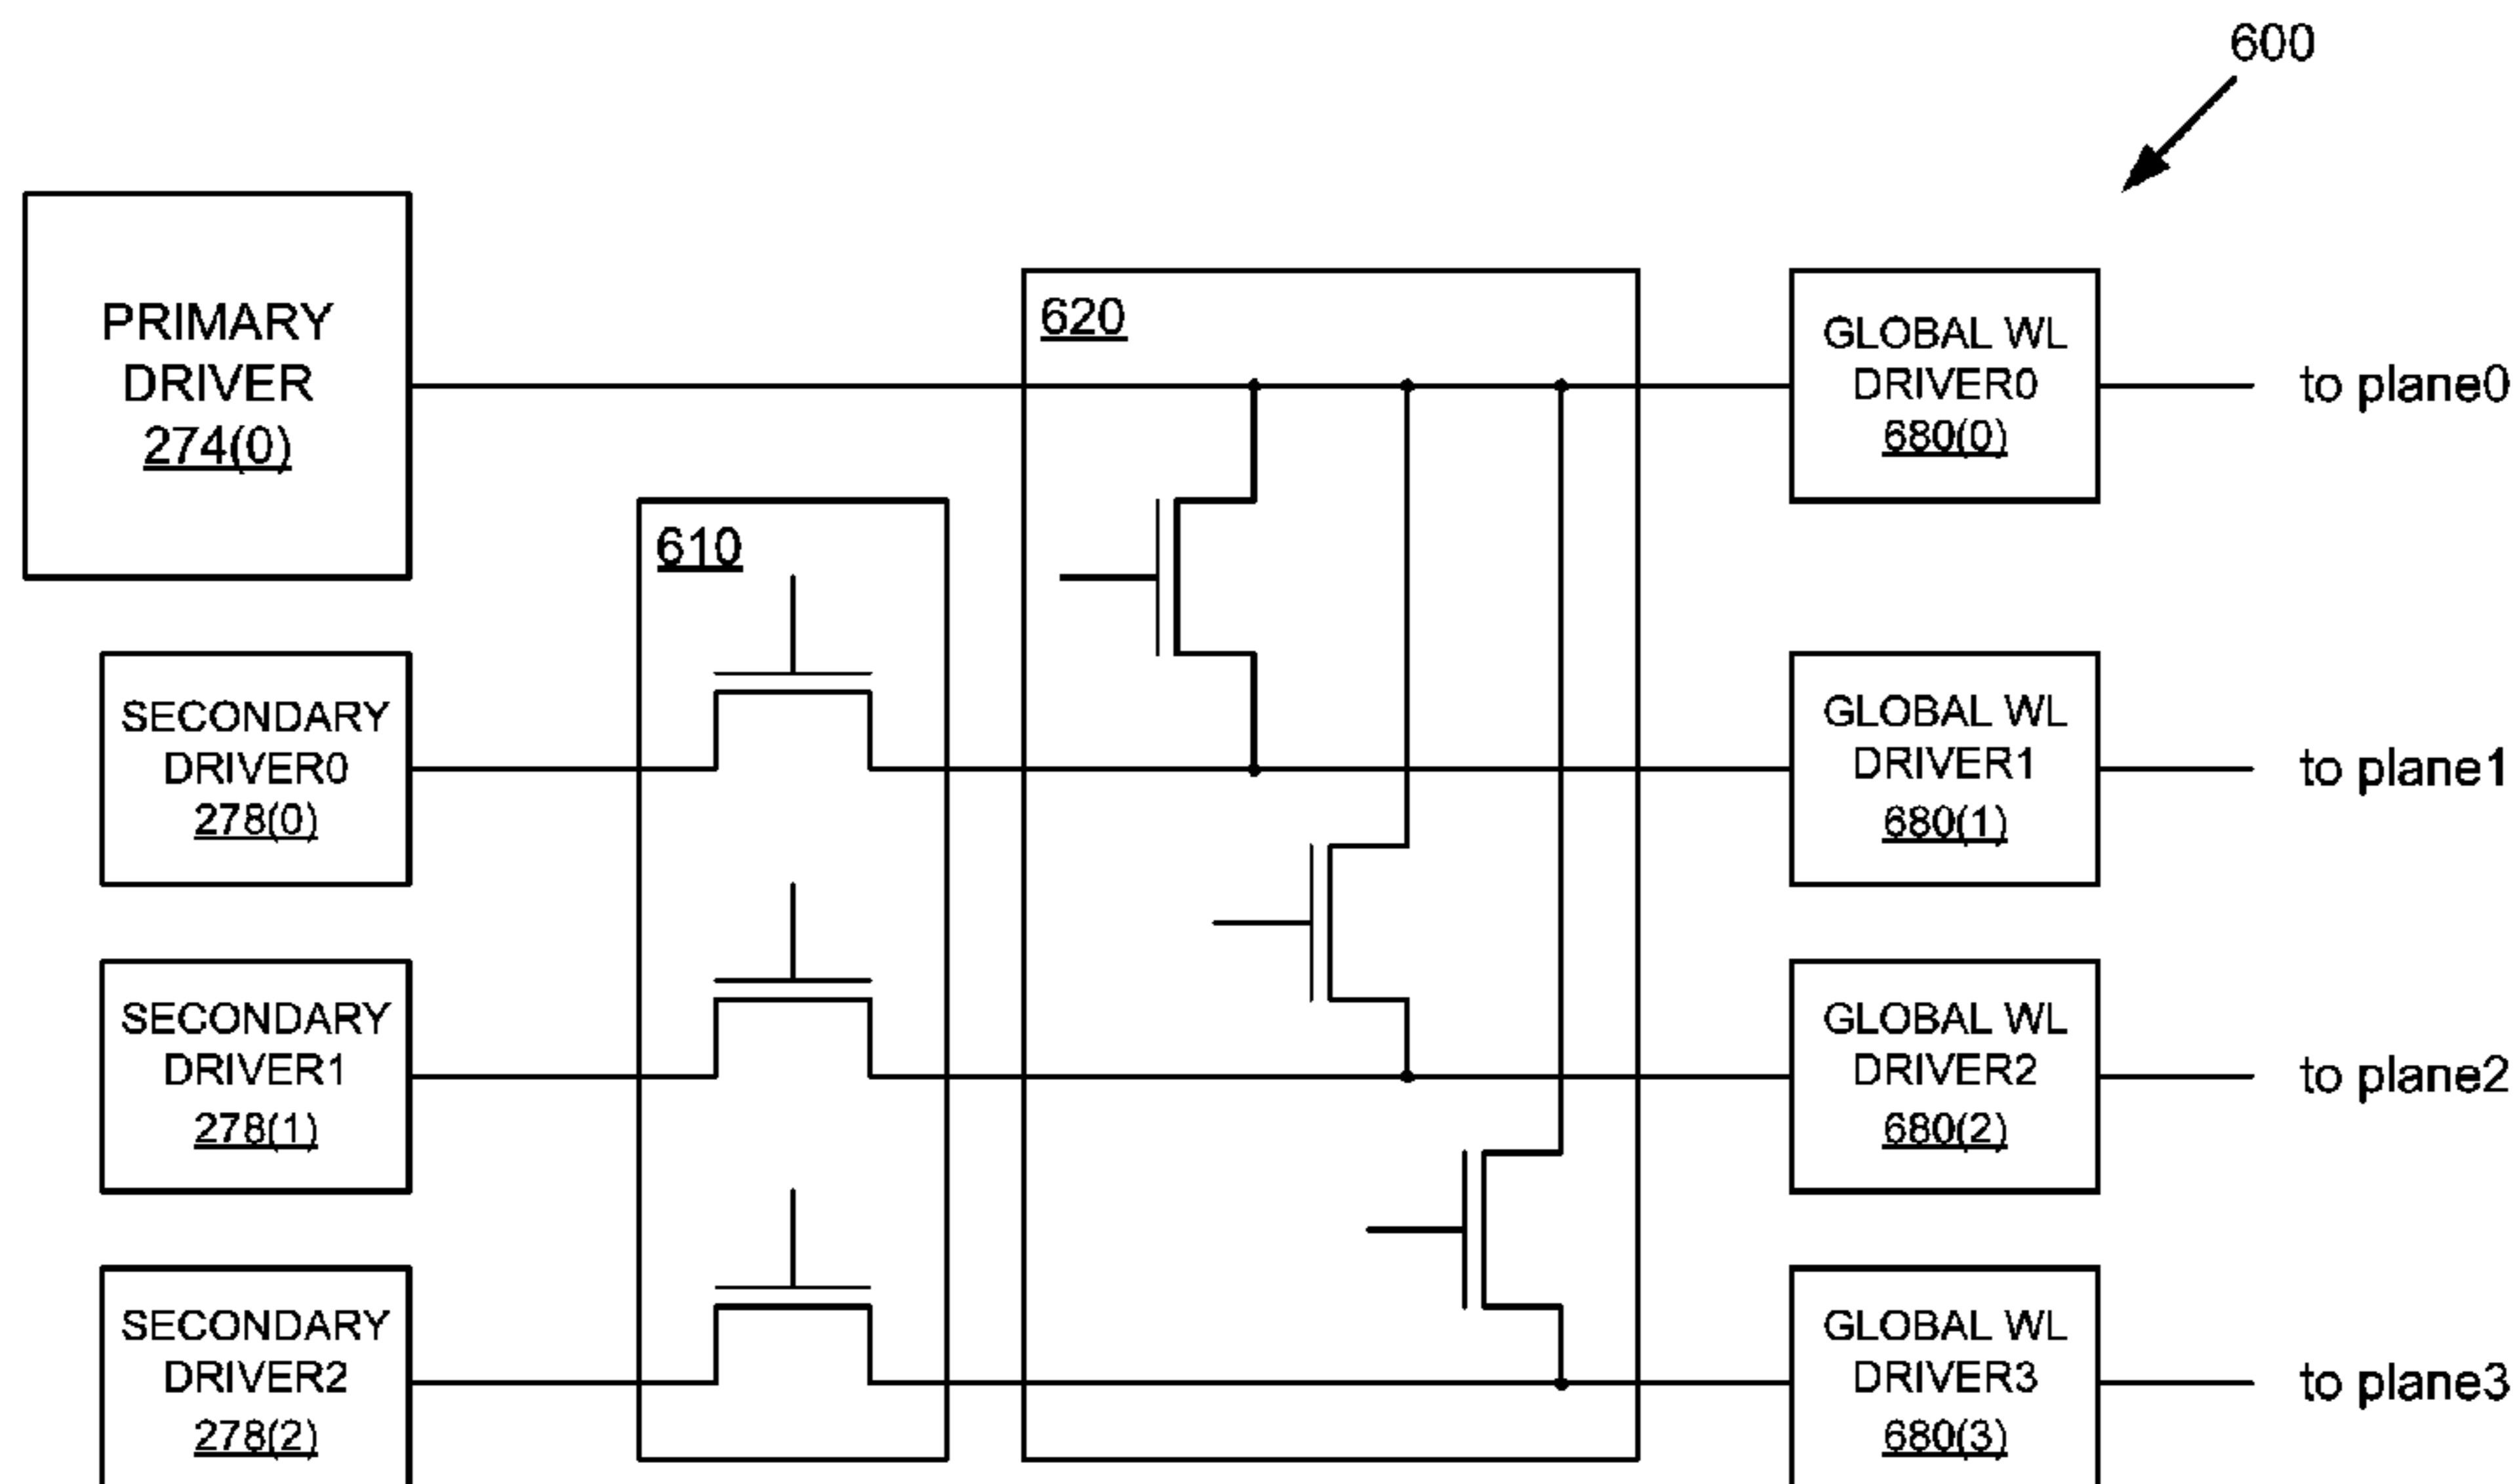 600
PRIMARY
DRIVER
274(0)
620
GLOBAL WL
DRIVER0
680(0)
to plane0
610
SECONDARY
DRIVER0
278(0)
GLOBAL WL
DRIVER1
680(1)
to plane1
SECONDARY
DRIVER1
278(1)
GLOBAL WL
DRIVER2
680(2)
to plane2
SECONDARY
DRIVER2
278(2)
GLOBAL WL
DRIVER3
680(3)
to plane3